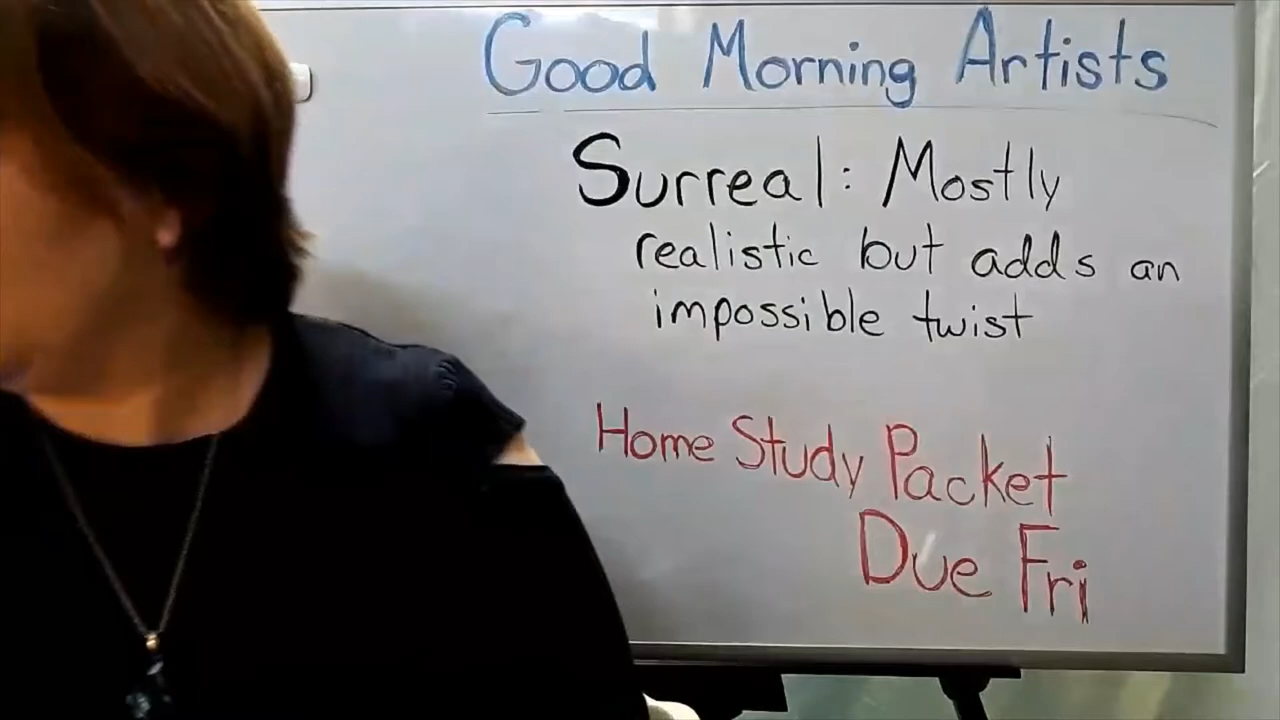 Good Morning Artists
Surreal: Mostly
realistic but adds an
impossible twist
Home Study Packet
Due Fri